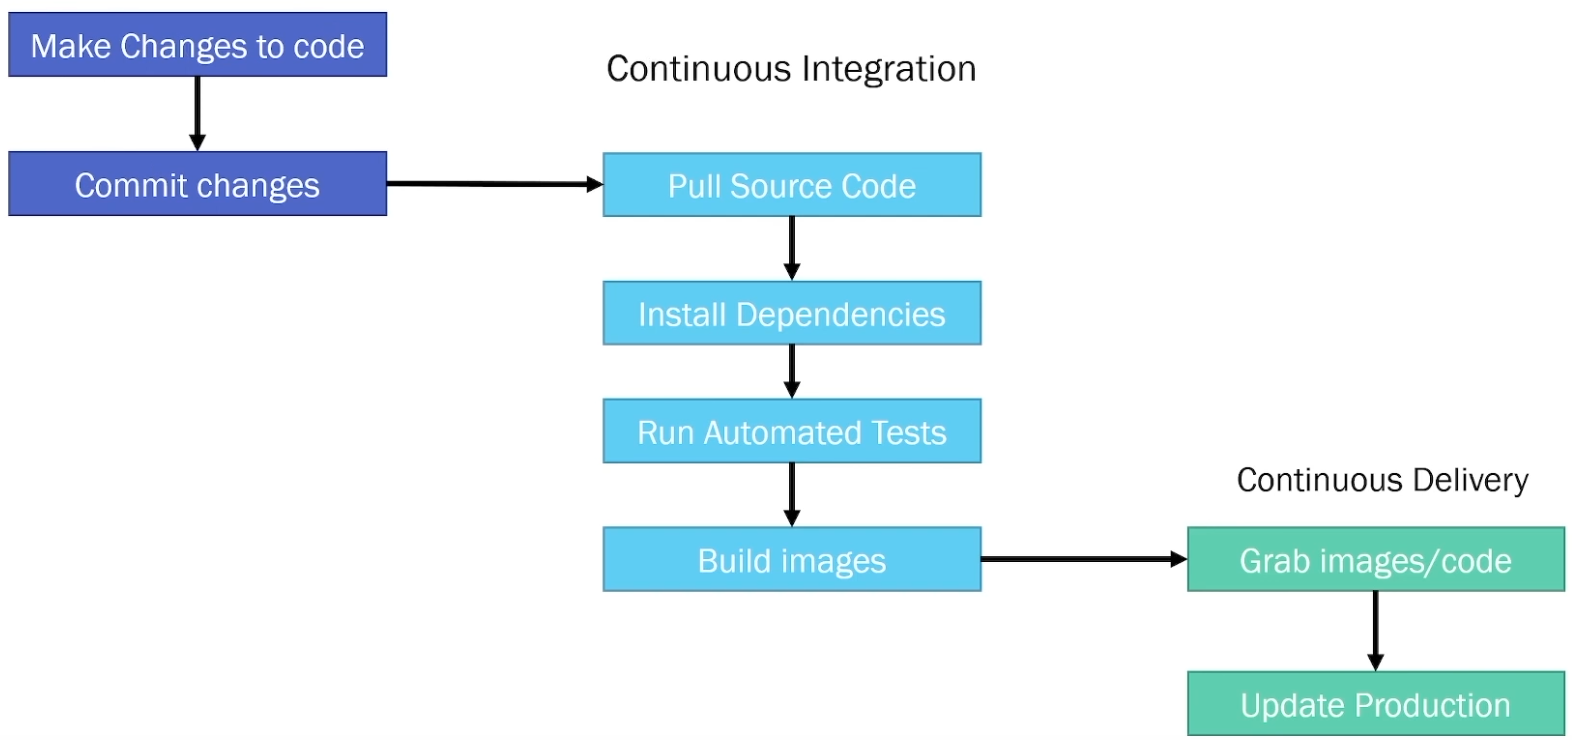 Make Changes to code
Continuous Integration
Commit changes
Pull Source Code
Install Dependencies
Run Automated Tests
Continuous Delivery
Build images
Grab images/code
Update Production